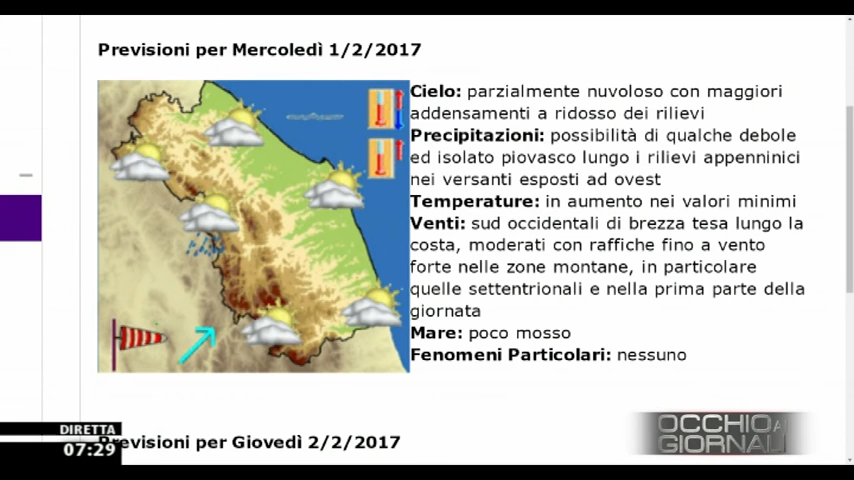 Previsioni per Mercoledì 1/2/2017
Cielo: parzialmente nuvoloso con maggiori
addensamenti a ridosso dei rilievi
Precipitazioni: possibilità di qualche debole
ed isolato piovasco lungo i rilievi appenninici
nei versanti esposti ad ovest
Temperature: in aumento nei valori minimi
Venti: sud occidentali di brezza tesa lungo la
costa, moderati con raffiche fino a vento
forte nelle zone montane, in particolare
quelle settentrionali e nella prima parte della
giornata
Mare: poco mosso
Fenomeni Particolari: nessuno
DIRETTA
07:29
Previsioni per Giovedì 2/2/2017
OCCHIO AI
GIORNALI